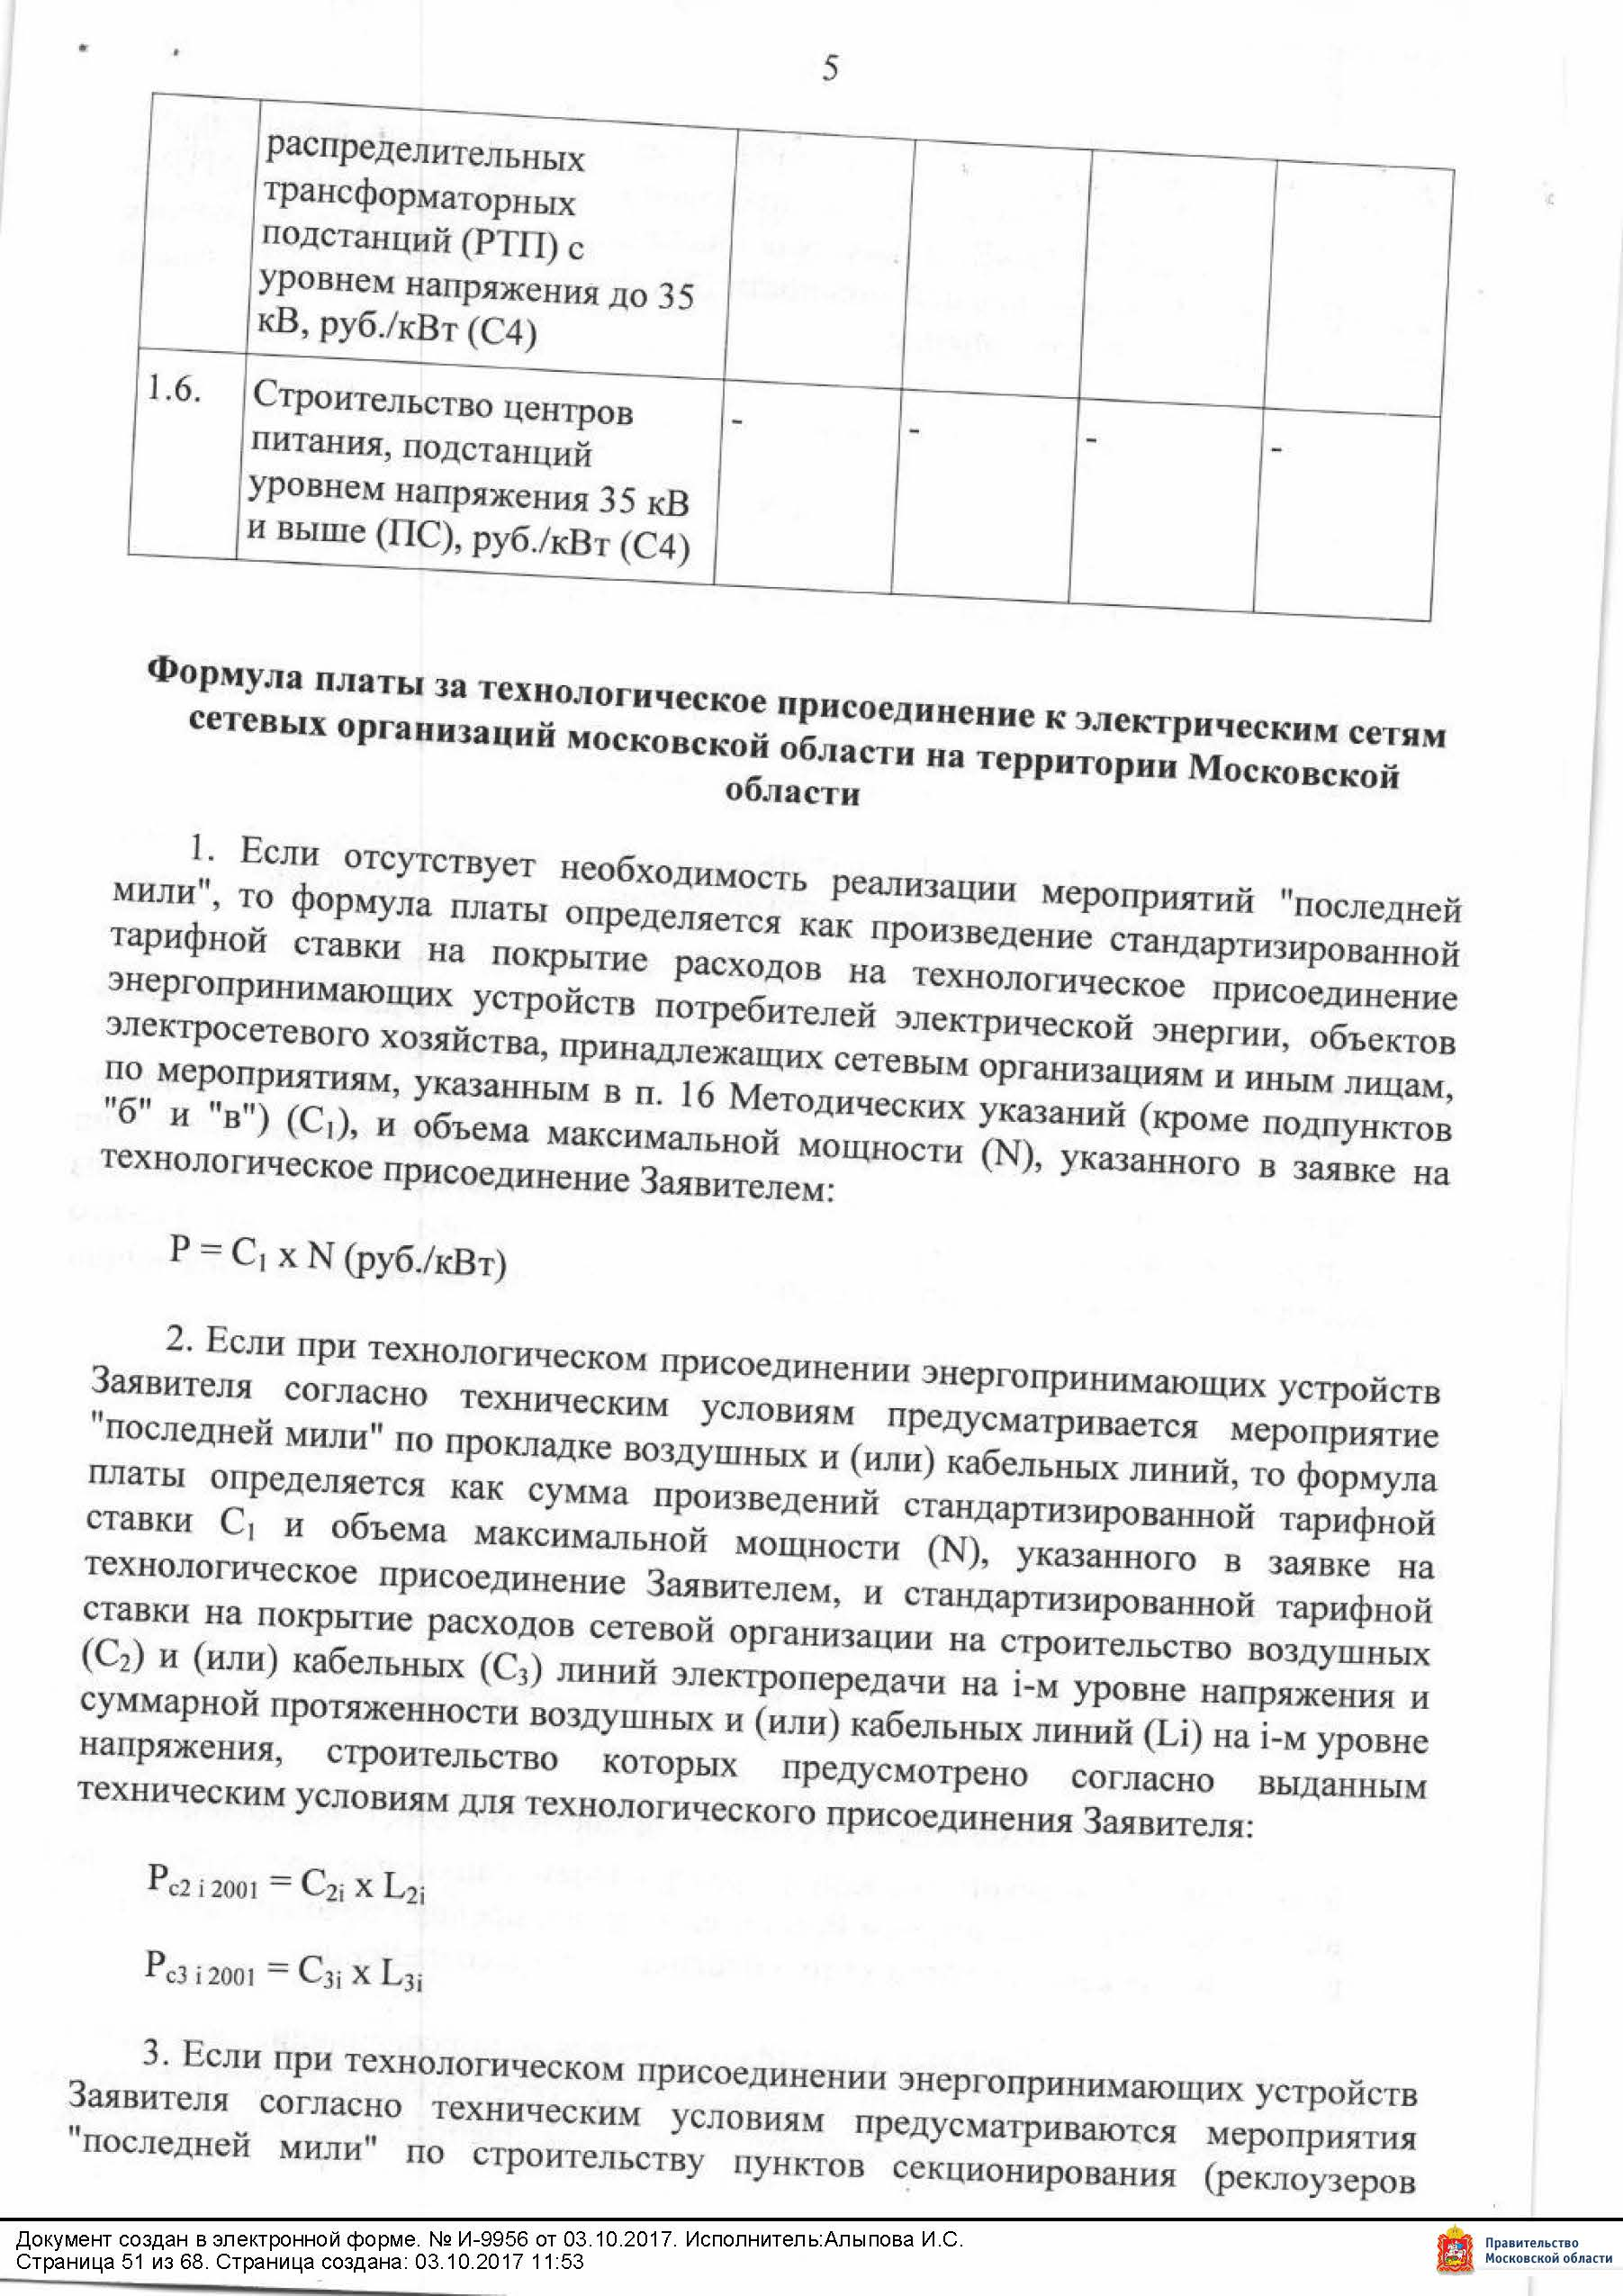 5
распределительных
трансформаторных
подстанций (РТП) с
уровнем напряжения до 35
кВ, руб./кВт (С4)
1.6.
Строительство центров
питания, подстанций
уровнем напряжения 35 кВ
и выше (ПС), руб./кВт (С4)
- - - -
Формула платы за технологическое присоединение к электрическим сетям
сетевых организаций московской области на территории Московской
области
1. Если отсутствует необходимость реализации мероприятий "последней
мили", то формула платы определяется как произведение стандартизированной
тарифной ставки на покрытие расходов на технологическое присоединение
энергопринимающих устройств потребителей электрической энергии, объектов
электросетевого хозяйства, принадлежащих сетевым организациям и иным лицам,
по мероприятиям, указанным в п. 16 Методических указаний (кроме подпунктов
"б" и "в") (С₁), и объема максимальной мощности (N), указанного в заявке на
технологическое присоединение Заявителем:
P = C₁ x N (руб./кВт)
2. Если при технологическом присоединении энергопринимающих устройств
Заявителя согласно техническим условиям предусматривается мероприятие
"последней мили" по прокладке воздушных и (или) кабельных линий, то формула
платы определяется как сумма произведений стандартизированной тарифной
ставки С₁ и объема максимальной мощности (N), указанного в заявке на
технологическое присоединение Заявителем, и стандартизированной тарифной
ставки на покрытие расходов сетевой организации на строительство воздушных
(С₂) и (или) кабельных (С₃) линий электропередачи на i-м уровне напряжения и
суммарной протяженности воздушных и (или) кабельных линий (Li) на i-м уровне
напряжения, строительство которых предусмотрено согласно выданным
техническим условиям для технологического присоединения Заявителя:
Pс2 i 2001 = C2i x L2i
Pс3 i 2001 = C3i x L3i
3. Если при технологическом присоединении энергопринимающих устройств
Заявителя согласно техническим условиям предусматриваются мероприятия
"последней мили" по строительству пунктов секционирования (реклоузеров
Документ создан в электронной форме. № И-9956 от 03.10.2017. Исполнитель:Алыпова И.С.
Страница 51 из 68. Страница создана: 03.10.2017 11:53
Правительство
Московской области